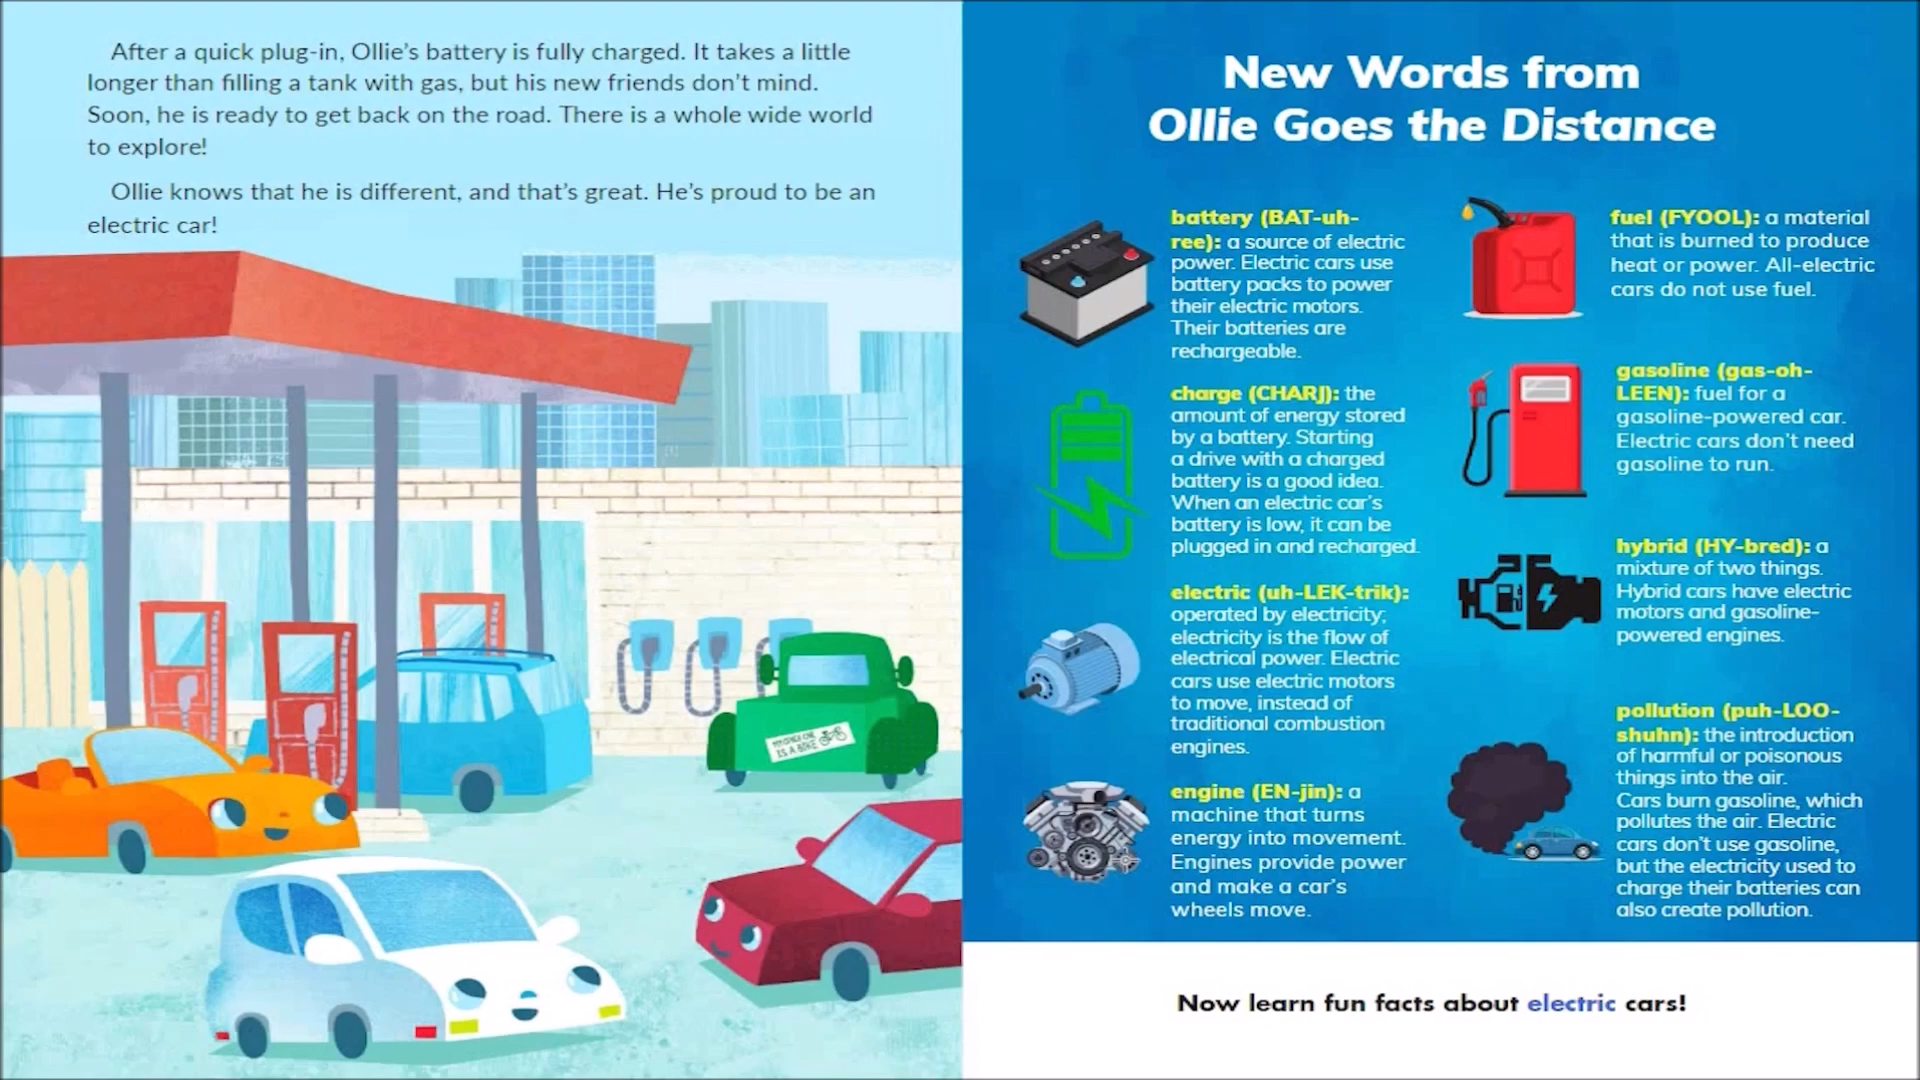 After a quick plug-in, Ollie's battery is fully charged. It takes a little
longer than filling a tank with gas, but his new friends don't mind.
Soon, he is ready to get back on the road. There is a whole wide world
to explore!
Ollie knows that he is different, and that's great. He's proud to be an
electric car!
MY OTHER CAR
IS A BIKE
New Words from
Ollie Goes the Distance
battery (BAT-uh-
ree): a source of electric
power. Electric cars use
battery packs to power
their electric motors.
Their batteries are
rechargeable.
charge (CHARJ): the
amount of energy stored
by a battery. Starting
a drive with a charged
battery is a good idea.
When an electric car's
battery is low, it can be
plugged in and recharged.
electric (uh-LEK-trik):
operated by electricity;
electricity is the flow of
electrical power. Electric
cars use electric motors
to move, instead of
traditional combustion
engines.
engine (EN-jin): a
machine that turns
energy into movement.
Engines provide power
and make a car's
wheels move.
fuel (FYOOL): a material
that is burned to produce
heat or power. All-electric
cars do not use fuel.
gasoline (gas-oh-
LEEN): fuel for a
gasoline-powered car.
Electric cars don't need
gasoline to run.
hybrid (HY-bred): a
mixture of two things.
Hybrid cars have electric
motors and gasoline-
powered engines.
pollution (puh-LOO-
shuhn): the introduction
of harmful or poisonous
things into the air.
Cars burn gasoline, which
pollutes the air. Electric
cars don't use gasoline,
but the electricity used to
charge their batteries can
also create pollution.
Now learn fun facts about electric cars!